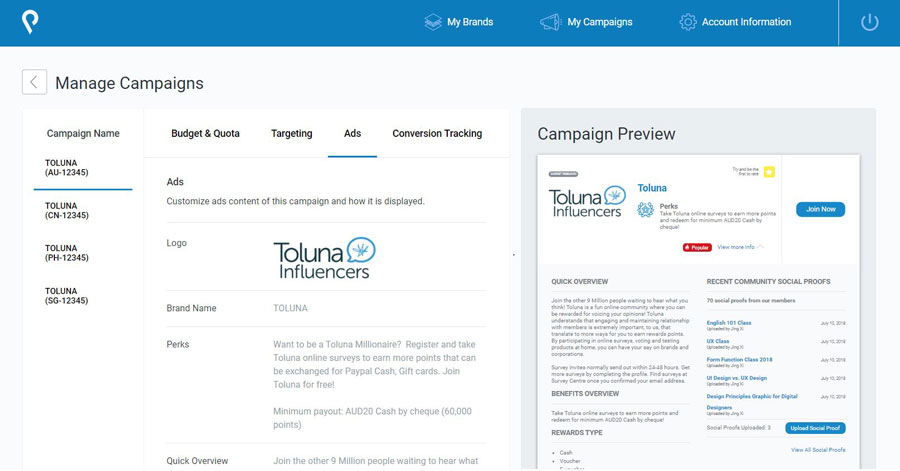 My Brands
My Campaigns
Account Information
Manage Campaigns
Campaign Name
TOLUNA
(AU-12345)
TOLUNA
(CN-12345)
TOLUNA
(PH-12345)
TOLUNA
(SG-12345)
Budget & Quota
Targeting
Ads
Conversion Tracking
Ads
Customize ads content of this campaign and how it is displayed.
Logo
Toluna
Influencers
Brand Name
TOLUNA
Perks
Want to be a Toluna Millionaire? Register and take
Toluna online surveys to earn more points that can
be exchanged for Paypal Cash, Gift cards. Join
Toluna for free!
Minimum payout: AUD20 Cash by cheque (60,000
points)
Quick Overview
Join the other 9 Million people waiting to hear what
Campaign Preview
Toluna
Influencers
Toluna
Perks
Take Toluna online surveys to earn more points
and redeem for minimum AUD20 Cash by
cheque!
Try and be the
first to rate
Join Now
Popular
View more info
QUICK OVERVIEW
Join the other 9 Million people waiting to hear what you
think! Toluna is a fun online community where you can
be rewarded for voicing your opinions! Toluna
understands that engaging and maintaining relationship
with members is extremely important, to us, that
translate to more ways for you to earn rewards points.
By participating in online surveys, voting and testing
products at home, you can have your say on brands and
corporations.
Survey invites normally send out within 24-48 hours. Get
more surveys by completing the profile. Find surveys at
Survey Centre once you confirmed your email address.
BENEFITS OVERVIEW
Take Toluna online surveys to earn more points and
redeem for minimum AUD20 Cash by cheque!
REWARDS TYPE
• Cash
• Voucher
RECENT COMMUNITY SOCIAL PROOFS
70 social proofs from our members
English 101 Class
July 10, 2018
Uploaded by Jing Xi
UX Class
July 10, 2018
Uploaded by Jing Xi
Form Function Class 2018
July 10, 2018
Uploaded by Jing Xi
UI Design vs. UX Design
July 10, 2018
Uploaded by Jing Xi
Design Principles Graphic for Digital
July 10, 2018
Designers
Uploaded by Jing Xi
Social Proofs Uploaded: 3
Upload Social Proof
View All Social Proofs